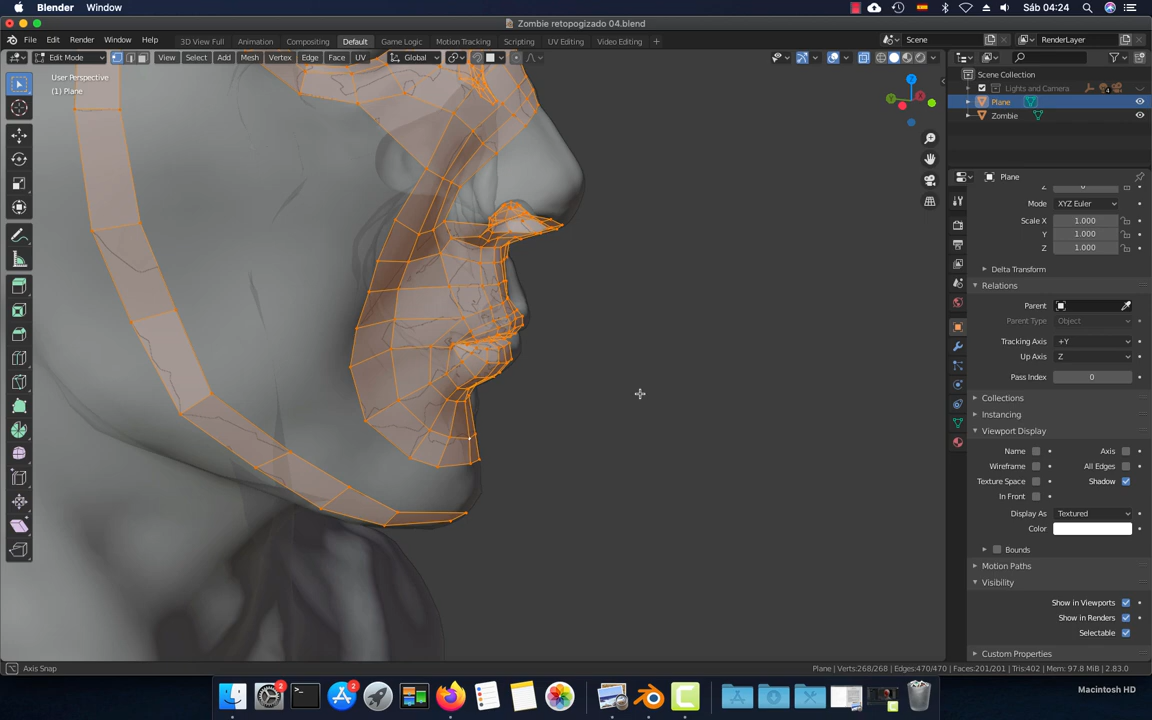 Blender Window Sáb 04:24
Zombie retopogizado 04.blend
File Edit Render Window Help 3D View Full Animation Compositing Default Game Logic Motion Tracking Scripting UV Editing Video Editing + Scene RenderLayer
Edit Mode View Select Add Mesh Vertex Edge Face UV Global
User Perspective
(1) Plane
Scene Collection
Lights and Camera 4
Plane
Zombie
Plane
Z 0°
Mode XYZ Euler
Scale X 1.000
Y 1.000
Z 1.000
Delta Transform
Relations
Parent
Parent Type Object
Tracking Axis +Y
Up Axis Z
Pass Index 0
Collections
Instancing
Viewport Display
Name Axis
Wireframe All Edges
Texture Space Shadow
In Front
Display As Textured
Color
Bounds
Motion Paths
Visibility
Show in Viewports
Show in Renders
Selectable
Custom Properties
Axis Snap
Plane | Verts:268/268 | Edges:470/470 | Faces:201/201 | Tris:402 | Mem: 97.8 MiB | 2.83.0
2 2
Macintosh HD